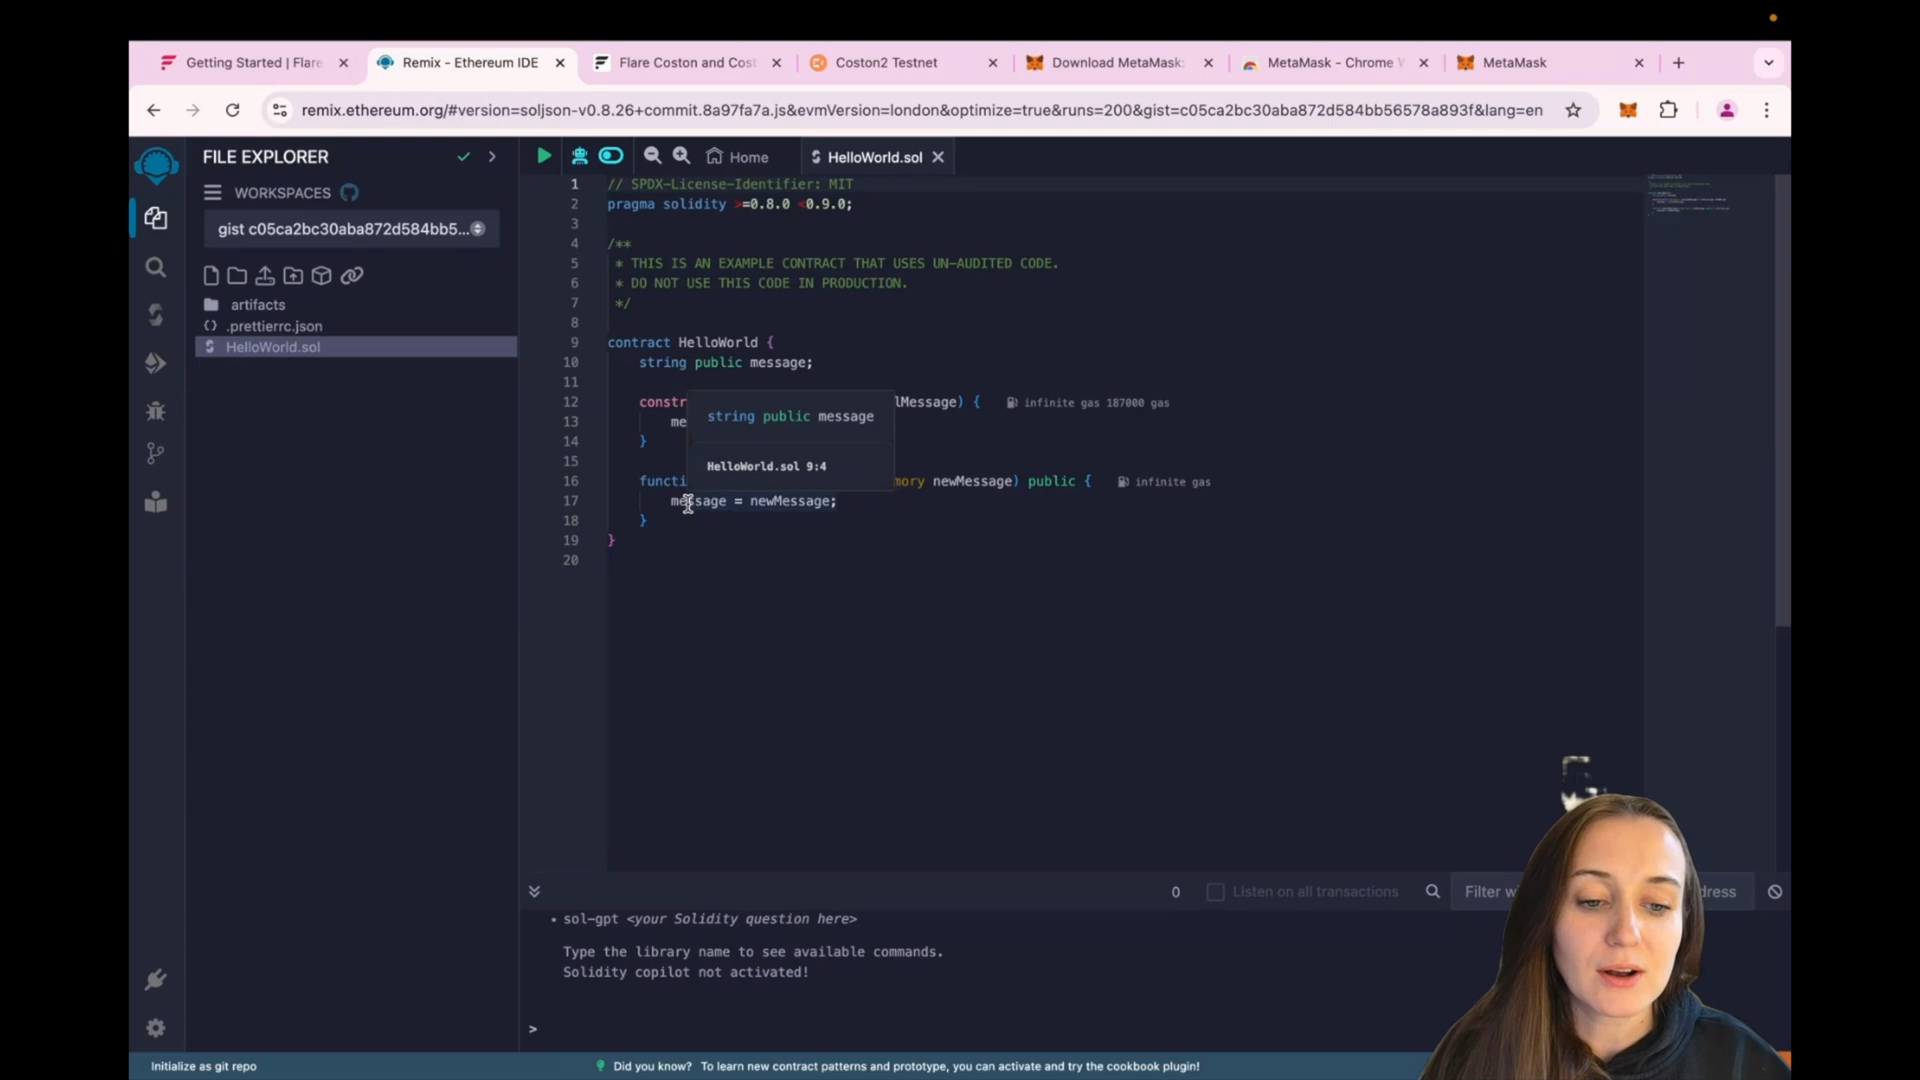 Getting Started | Flare
Remix - Ethereum IDE
Flare Coston and Cost
Coston2 Testnet
Download MetaMask:
MetaMask - Chrome W
MetaMask
remix.ethereum.org/#version=soljson-v0.8.26+commit.8a97fa7a.js&evmVersion=london&optimize=true&runs=200&gist=c05ca2bc30aba872d584bb56578a893f&lang=en
FILE EXPLORER
Home
HelloWorld.sol
WORKSPACES
gist c05ca2bc30aba872d584bb5...
artifacts
.prettierrc.json
HelloWorld.sol
1 // SPDX-License-Identifier: MIT
2 pragma solidity >=0.8.0 <0.9.0;
3
4 /**
5 * THIS IS AN EXAMPLE CONTRACT THAT USES UN-AUDITED CODE.
6 * DO NOT USE THIS CODE IN PRODUCTION.
7 */
8
9 contract HelloWorld {
10 string public message;
11
12 constr lMessage) { infinite gas 187000 gas
string public message
13 me
14 }
15
HelloWorld.sol 9:4
16 functi mory newMessage) public { infinite gas
17 message = newMessage;
18 }
19 }
20
0 Listen on all transactions Filter w dress
• sol-gpt <your Solidity question here>
Type the library name to see available commands.
Solidity copilot not activated!
>
Initialize as git repo
Did you know? To learn new contract patterns and prototype, you can activate and try the cookbook plugin!